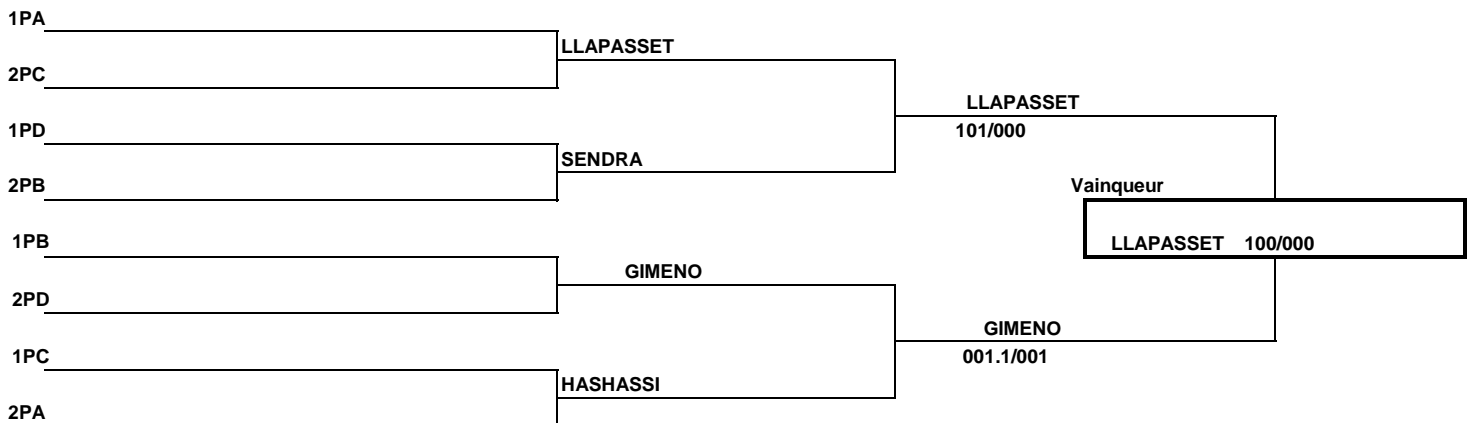 1PA
LLAPASSET
2PC
LLAPASSET
1PD
101/000
SENDRA
2PB
Vainqueur
1PB
LLAPASSET 100/000
GIMENO
2PD
GIMENO
1PC
001.1/001
HASHASSI
2PA